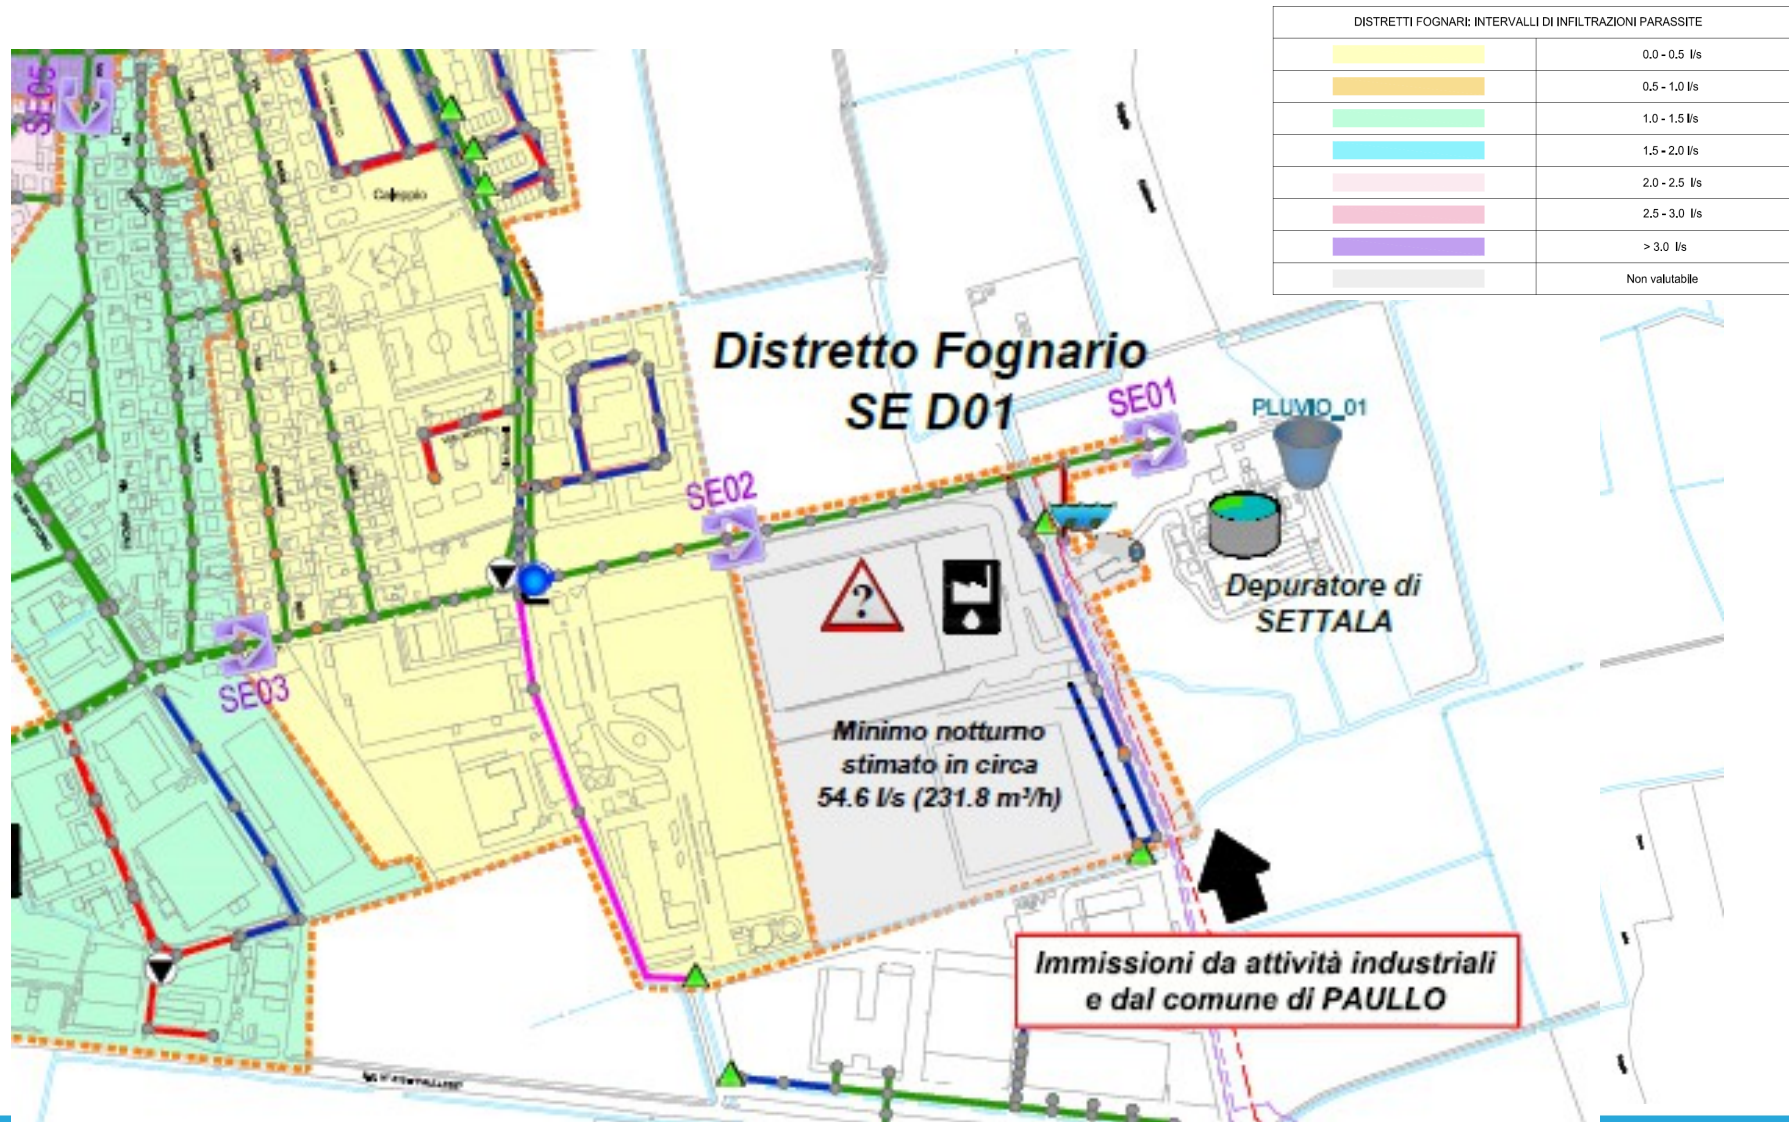 DISTRETTI FOGNARI: INTERVALLI DI INFILTRAZIONI PARASSITE
0.0 - 0.5 l/s
0.5 - 1.0 l/s
1.0 - 1.5 l/s
1.5 - 2.0 l/s
2.0 - 2.5 l/s
2.5 - 3.0 l/s
> 3.0 l/s
Non valutabile
SE05
Caleppio
Distretto Fognario
SE D01
SE01
PLUVIO_01
SE02
Depuratore di
SETTALA
?
SE03
Minimo notturno
stimato in circa
54.6 l/s (231.8 m³/h)
Immissioni da attività industriali
e dal comune di PAULLO